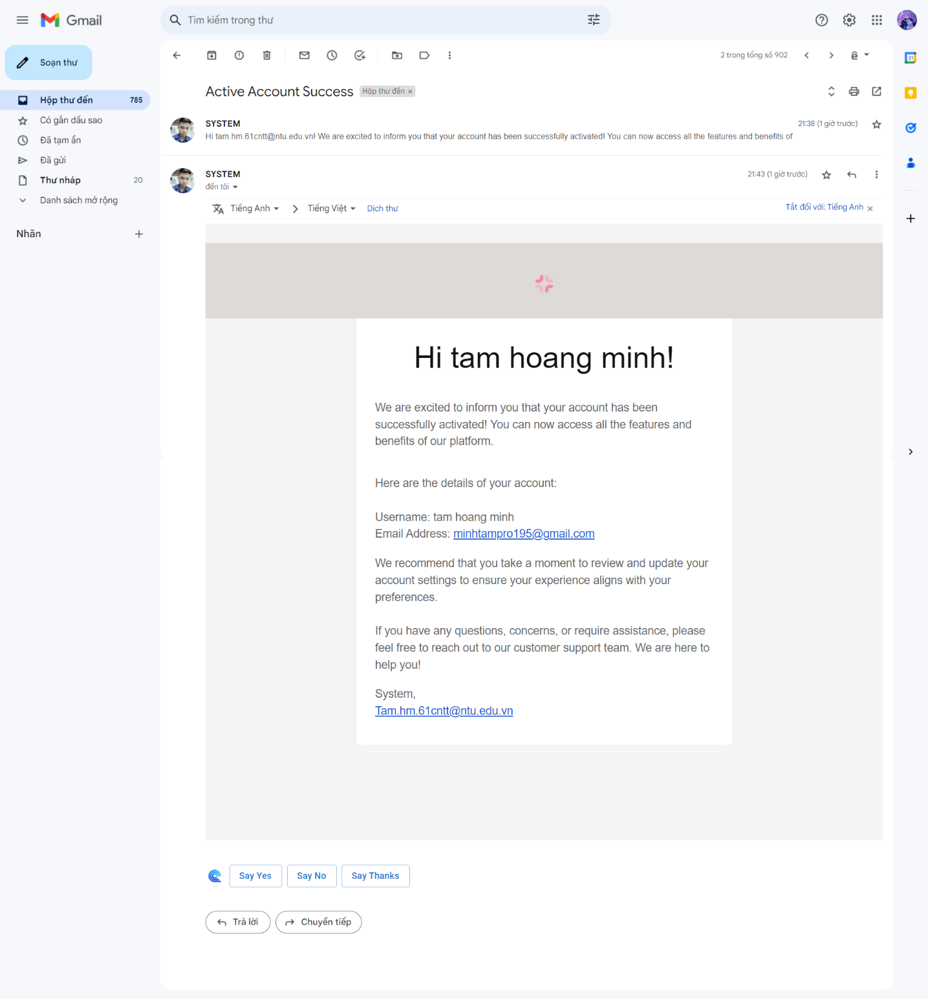 Gmail
Tìm kiếm trong thư
Soạn thư
Hộp thư đến 785
Có gắn dấu sao
Đã tạm ẩn
Đã gửi
Thư nháp 20
Danh sách mở rộng
Nhãn
2 trong tổng số 902
Active Account Success Hộp thư đến ×
SYSTEM 21:38 (1 giờ trước)
Hi tam.hm.61cntt@ntu.edu.vn! We are excited to inform you that your account has been successfully activated! You can now access all the features and benefits of
SYSTEM 21:43 (1 giờ trước)
đến tôi
Tiếng Anh > Tiếng Việt Dịch thư Tắt đối với: Tiếng Anh ×
Hi tam hoang minh!
We are excited to inform you that your account has been
successfully activated! You can now access all the features and
benefits of our platform.
Here are the details of your account:
Username: tam hoang minh
Email Address: minhtampro195@gmail.com
We recommend that you take a moment to review and update your
account settings to ensure your experience aligns with your
preferences.
If you have any questions, concerns, or require assistance, please
feel free to reach out to our customer support team. We are here to
help you!
System,
Tam.hm.61cntt@ntu.edu.vn
Say Yes Say No Say Thanks
Trả lời Chuyển tiếp
31